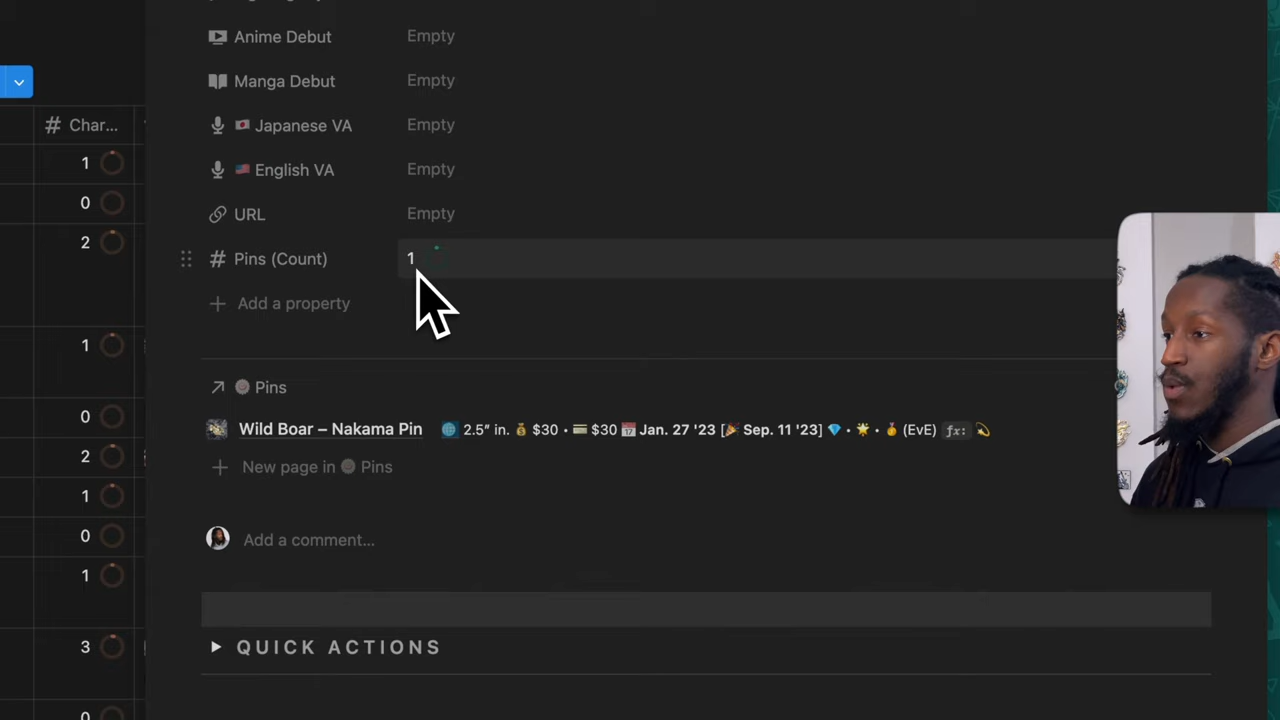 Anime Debut Empty
Manga Debut Empty
# Char...
Japanese VA Empty
1
English VA Empty
0
URL Empty
2
# Pins (Count) 1
+ Add a property
1
Pins
0
Wild Boar – Nakama Pin 2.5” in. $30 • $30 Jan. 27 '23 [ Sep. 11 '23] • • (EvE) fx:
2
+ New page in Pins
1
0
Add a comment...
1
3
QUICK ACTIONS
0